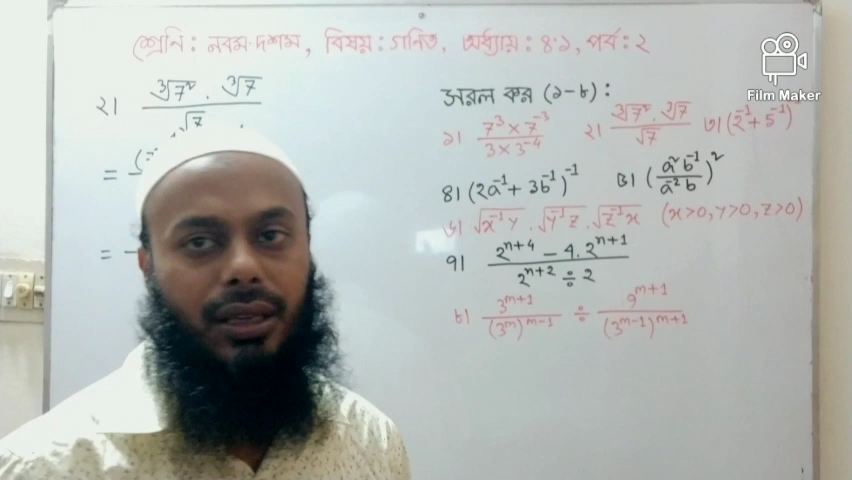 শ্রেণি : নবম-দশম, বিষয় : গনিত, অধ্যায় : ৪.১, পর্ব : ২
Film Maker
২। ∛7² . ∛7 / √7
=
=
সরল কর (১-৮) :
১। 7³ × 7⁻³ / 3 × 3⁻⁴ ২। ∛7² . ∛7 / √7 ৩। (2⁻¹ + 5⁻¹)⁻¹
৪। (2a⁻¹ + 3b⁻¹)⁻¹ ৫। (a²b⁻¹ / a⁻²b)²
৬। √x⁻¹y . √y⁻¹z . √z⁻¹x (x>0, y>0, z>0)
৭। 2ⁿ⁺⁴ − 4.2ⁿ⁺¹ / 2ⁿ⁺² ÷ 2
৮। 3ᵐ⁺¹ / (3ᵐ)ᵐ⁻¹ ÷ 9ᵐ⁺¹ / (3ᵐ⁻¹)ᵐ⁺¹